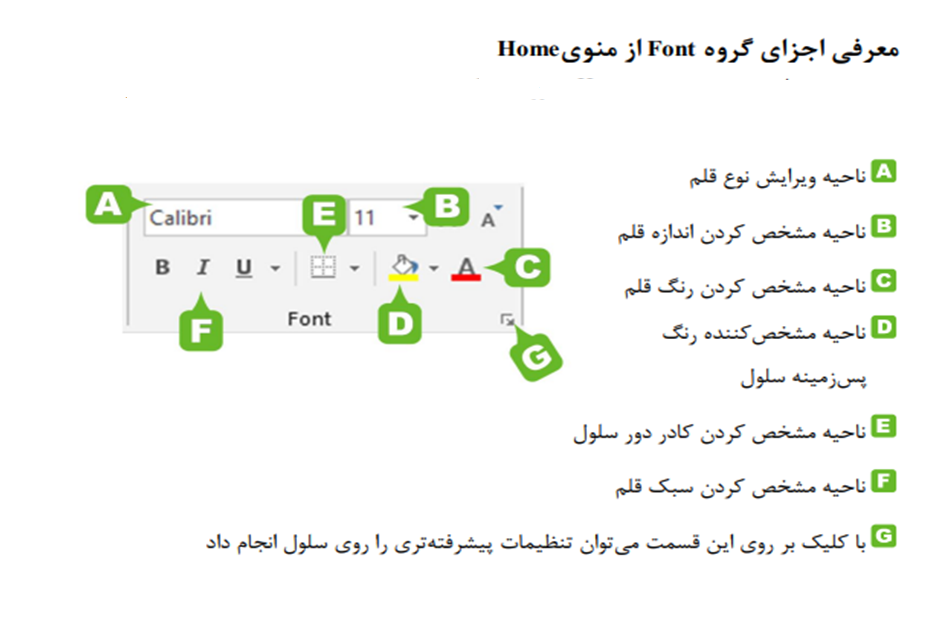 معرفی اجزای گروه Font از منوی Home
A ناحیه ویرایش نوع قلم
B ناحیه مشخص کردن اندازه قلم
C ناحیه مشخص کردن رنگ قلم
D ناحیه مشخص‌کننده رنگ
پس‌زمینه سلول
E ناحیه مشخص کردن کادر دور سلول
F ناحیه مشخص کردن سبک قلم
G با کلیک بر روی این قسمت می‌توان تنظیمات پیشرفته‌تری را روی سلول انجام داد
A Calibri E 11 B A
B I U A C
F Font D
G